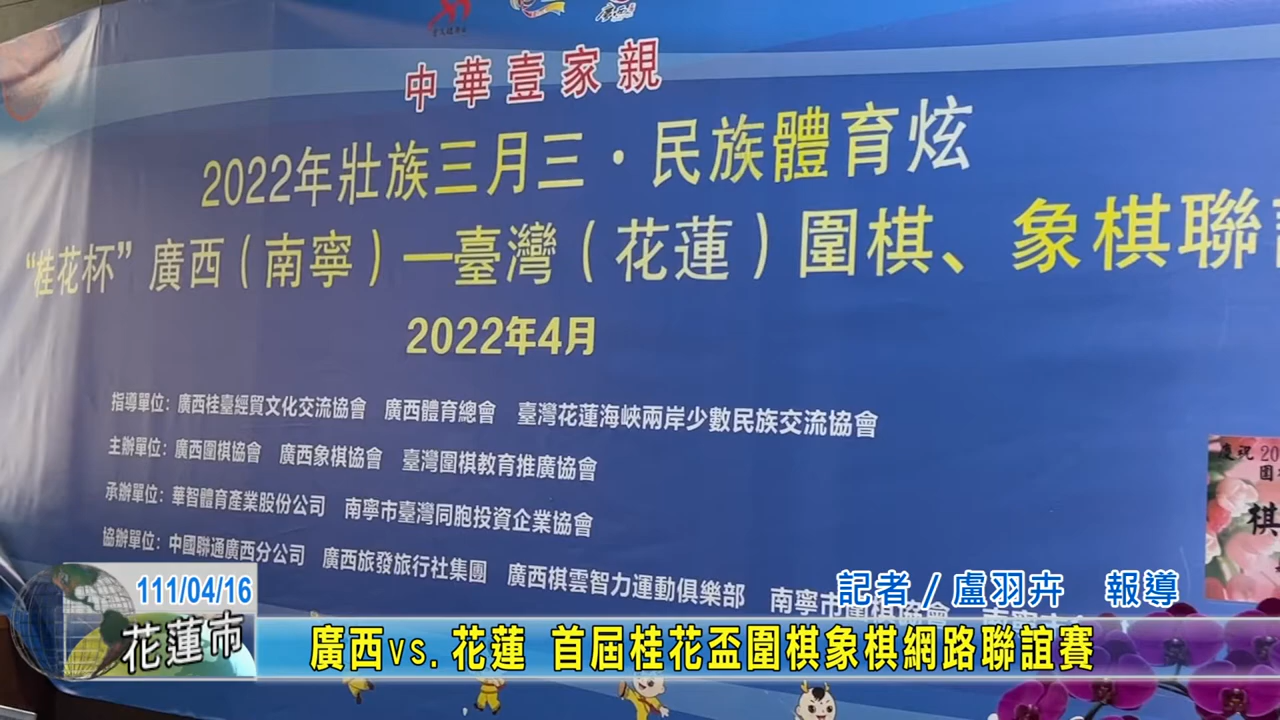 中華壹家親
2022年壯族三月三·民族體育炫
“桂花杯”廣西(南寧)—臺灣(花蓮)圍棋、象棋聯
2022年4月
指導單位:廣西桂臺經貿文化交流協會 廣西體育總會 臺灣花蓮海峽兩岸少數民族交流協會
主辦單位:廣西圍棋協會 廣西象棋協會 臺灣圍棋教育推廣協會
承辦單位:華智體育產業股份公司 南寧市臺灣同胞投資企業協會
協辦單位:中國聯通廣西分公司 廣西旅發旅行社集團 廣西棋雲智力運動俱樂部 南寧市圍棋協會
慶祝20
圍
棋
111/04/16
花蓮市
記者/盧羽卉 報導
廣西vs.花蓮 首屆桂花盃圍棋象棋網路聯誼賽